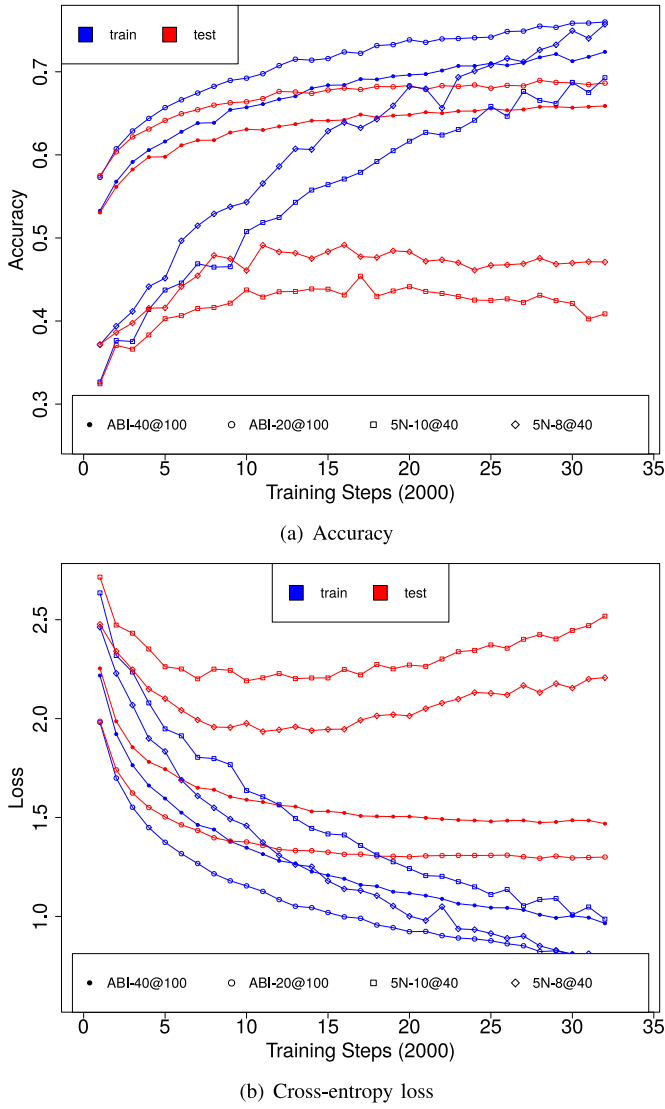 train test
0.7
0.6
0.5
0.4
0.3
Accuracy
ABI-40@100 ABI-20@100 5N-10@40 5N-8@40
0 5 10 15 20 25 30 35
Training Steps (2000)
(a) Accuracy
train test
2.5
2.0
1.5
1.0
Loss
ABI-40@100 ABI-20@100 5N-10@40 5N-8@40
0 5 10 15 20 25 30 35
Training Steps (2000)
(b) Cross-entropy loss